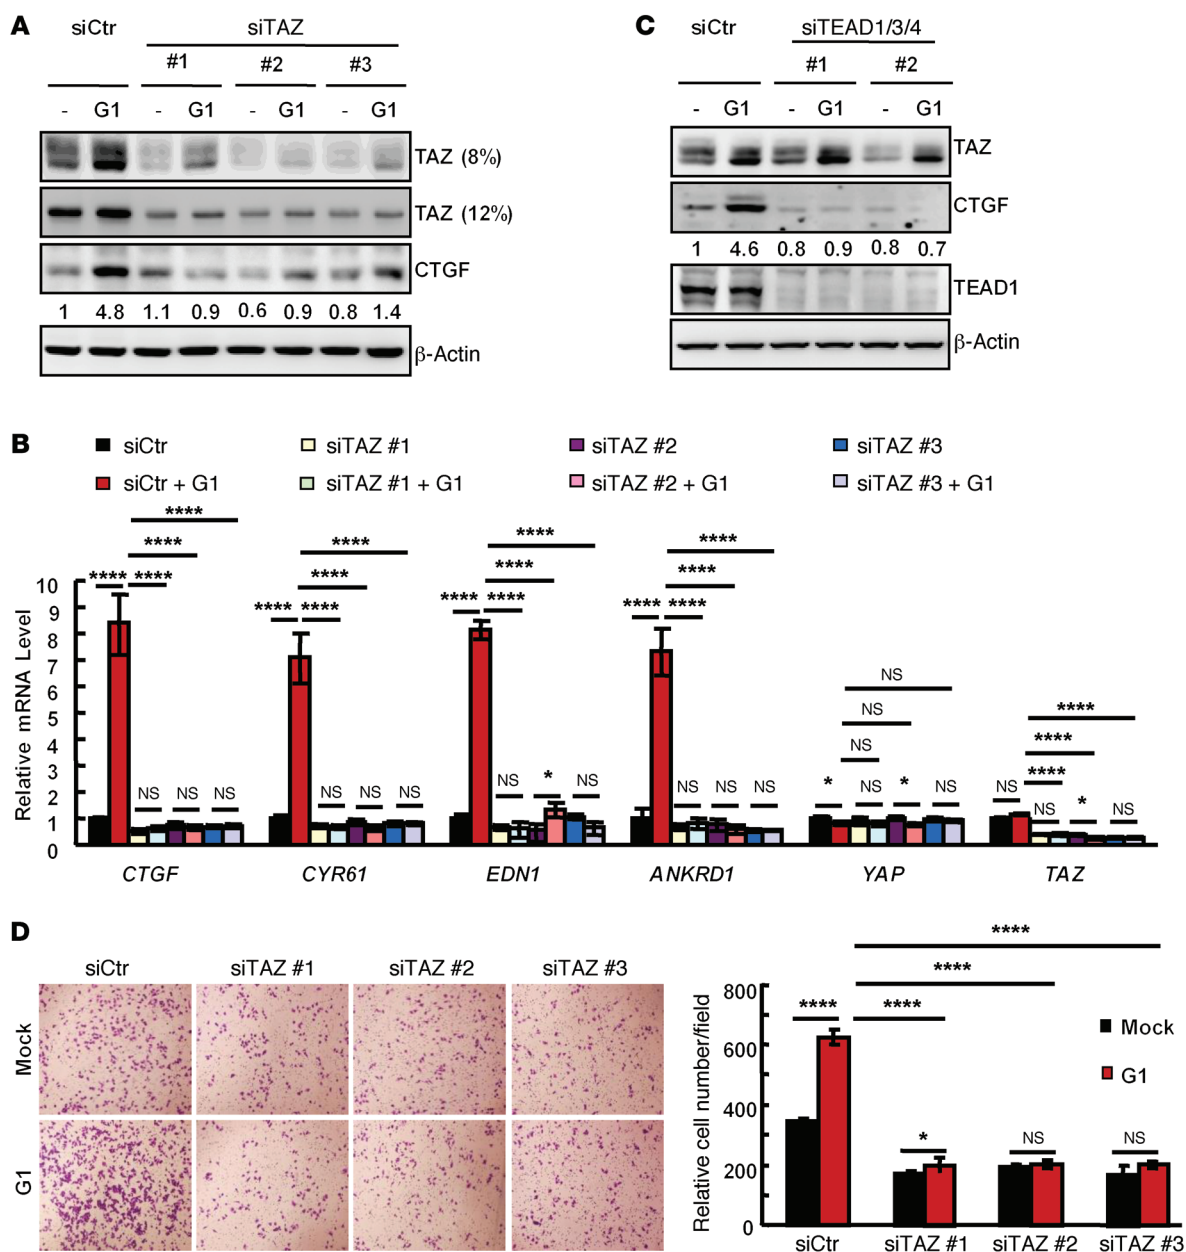 A
siCtr siTAZ
#1 #2 #3
- G1 - G1 - G1 - G1
TAZ (8%)
TAZ (12%)
CTGF
1 4.8 1.1 0.9 0.6 0.9 0.8 1.4
β-Actin
C
siCtr siTEAD1/3/4
#1 #2
- G1 - G1 - G1
TAZ
CTGF
1 4.6 0.8 0.9 0.8 0.7
TEAD1
β-Actin
B
siCtr siTAZ #1 siTAZ #2 siTAZ #3
siCtr + G1 siTAZ #1 + G1 siTAZ #2 + G1 siTAZ #3 + G1
Relative mRNA Level
10
9
8
7
6
5
4
3
2
1
0
**** **** **** ****
NS NS NS
CTGF
**** **** **** ****
NS NS NS
CYR61
**** **** **** ****
NS * NS
EDN1
**** **** **** ****
NS NS NS
ANKRD1
NS
NS
NS
* NS * NS
YAP
****
****
****
NS NS * NS
TAZ
D
siCtr siTAZ #1 siTAZ #2 siTAZ #3
Mock
G1
Relative cell number/field
800
600
400
200
0
****
****
**** ****
* NS NS
Mock
G1
siCtr siTAZ #1 siTAZ #2 siTAZ #3